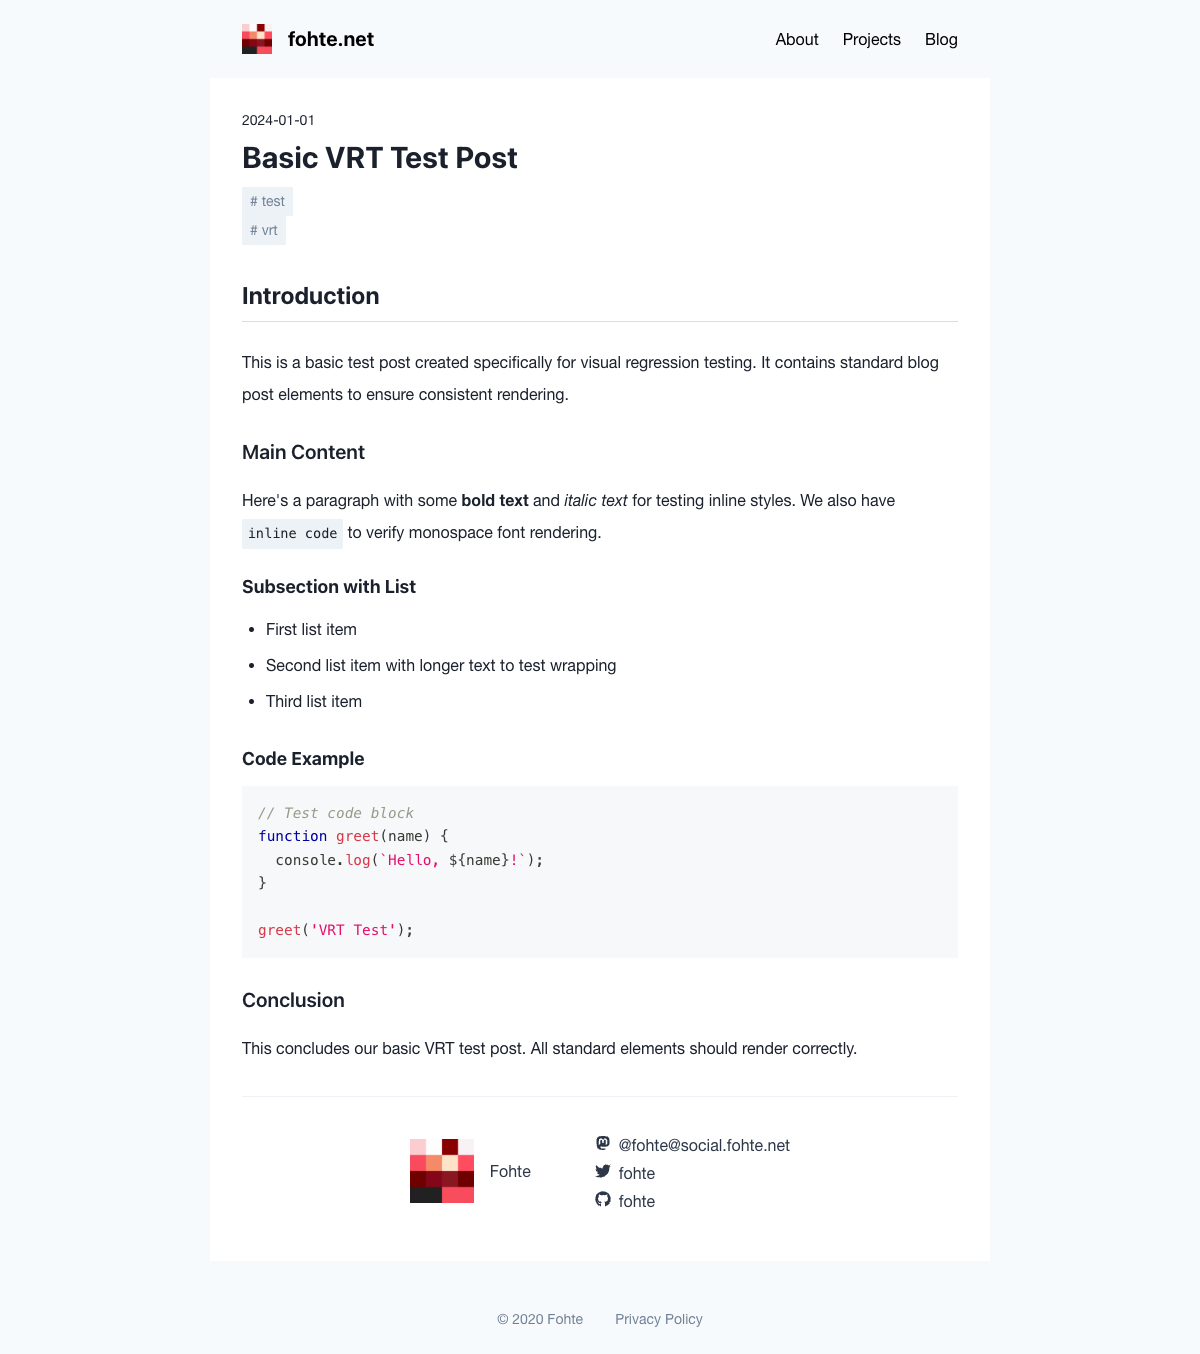 fohte.net
About Projects Blog
2024-01-01
Basic VRT Test Post
# test
# vrt
Introduction
This is a basic test post created specifically for visual regression testing. It contains standard blog
post elements to ensure consistent rendering.
Main Content
Here's a paragraph with some bold text and italic text for testing inline styles. We also have
inline code to verify monospace font rendering.
Subsection with List
• First list item
• Second list item with longer text to test wrapping
• Third list item
Code Example
// Test code block
function greet(name) {
  console.log(`Hello, ${name}!`);
}
greet('VRT Test');
Conclusion
This concludes our basic VRT test post. All standard elements should render correctly.
Fohte
@fohte@social.fohte.net
fohte
fohte
© 2020 Fohte Privacy Policy